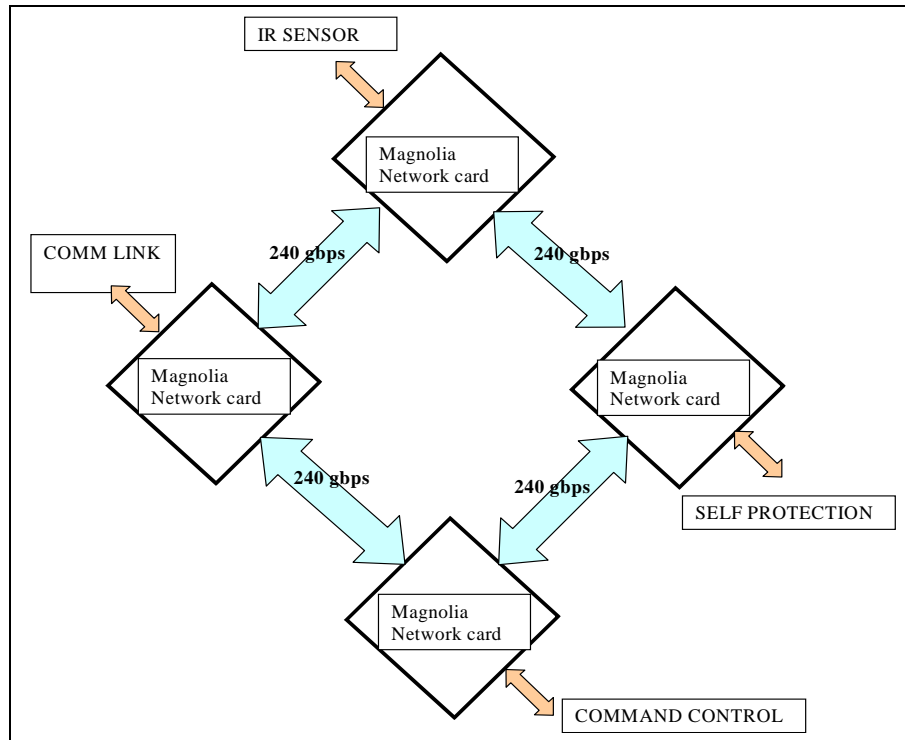 IR SENSOR
Magnolia
Network card
240 gbps
240 gbps
COMM LINK
Magnolia
Network card
Magnolia
Network card
240 gbps
240 gbps
SELF PROTECTION
Magnolia
Network card
COMMAND CONTROL